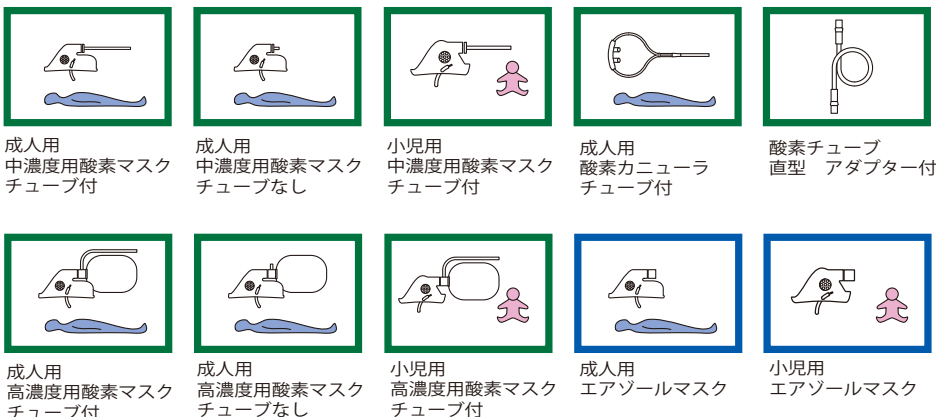 成人用
中濃度用酸素マスク
チューブ付
成人用
中濃度用酸素マスク
チューブなし
小児用
中濃度用酸素マスク
チューブ付
成人用
酸素カニューラ
チューブ付
酸素チューブ
直型　アダプター付
成人用
高濃度用酸素マスク
チューブ付
成人用
高濃度用酸素マスク
チューブなし
小児用
高濃度用酸素マスク
チューブ付
成人用
エアゾールマスク
小児用
エアゾールマスク